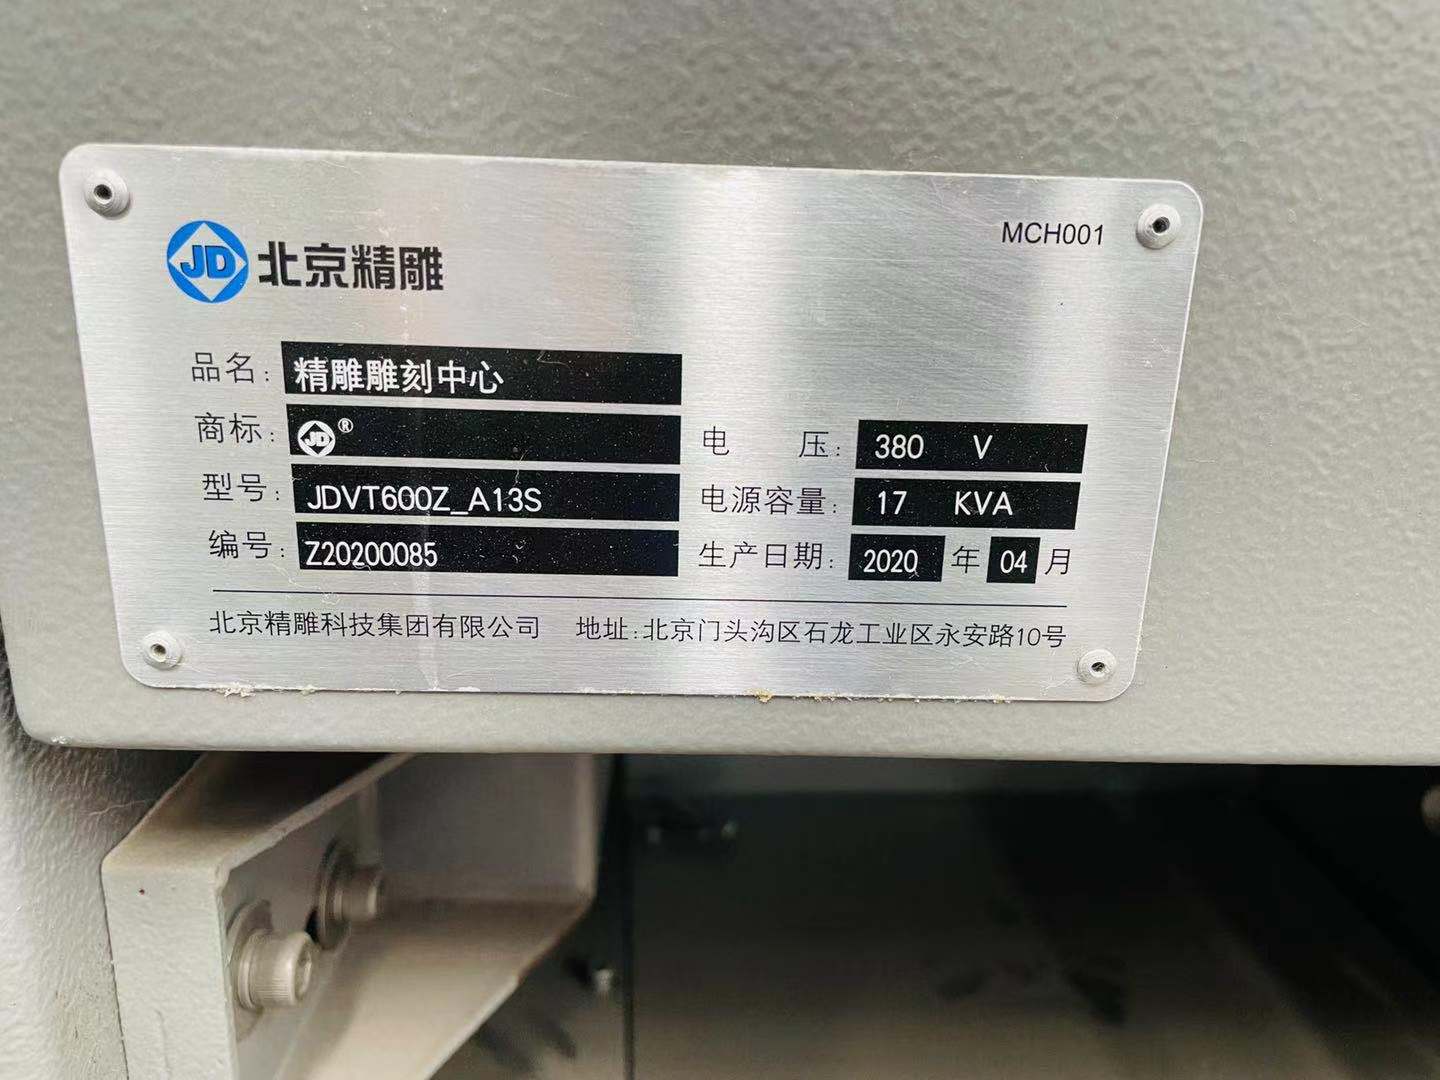 MCH001
JD 北京精雕
品名: 精雕雕刻中心
商标: JD®
电 压: 380 V
型号: JDVT600Z_A13S
电源容量: 17 KVA
编号: Z20200085
生产日期: 2020 年 04 月
北京精雕科技集团有限公司 地址:北京门头沟区石龙工业区永安路10号